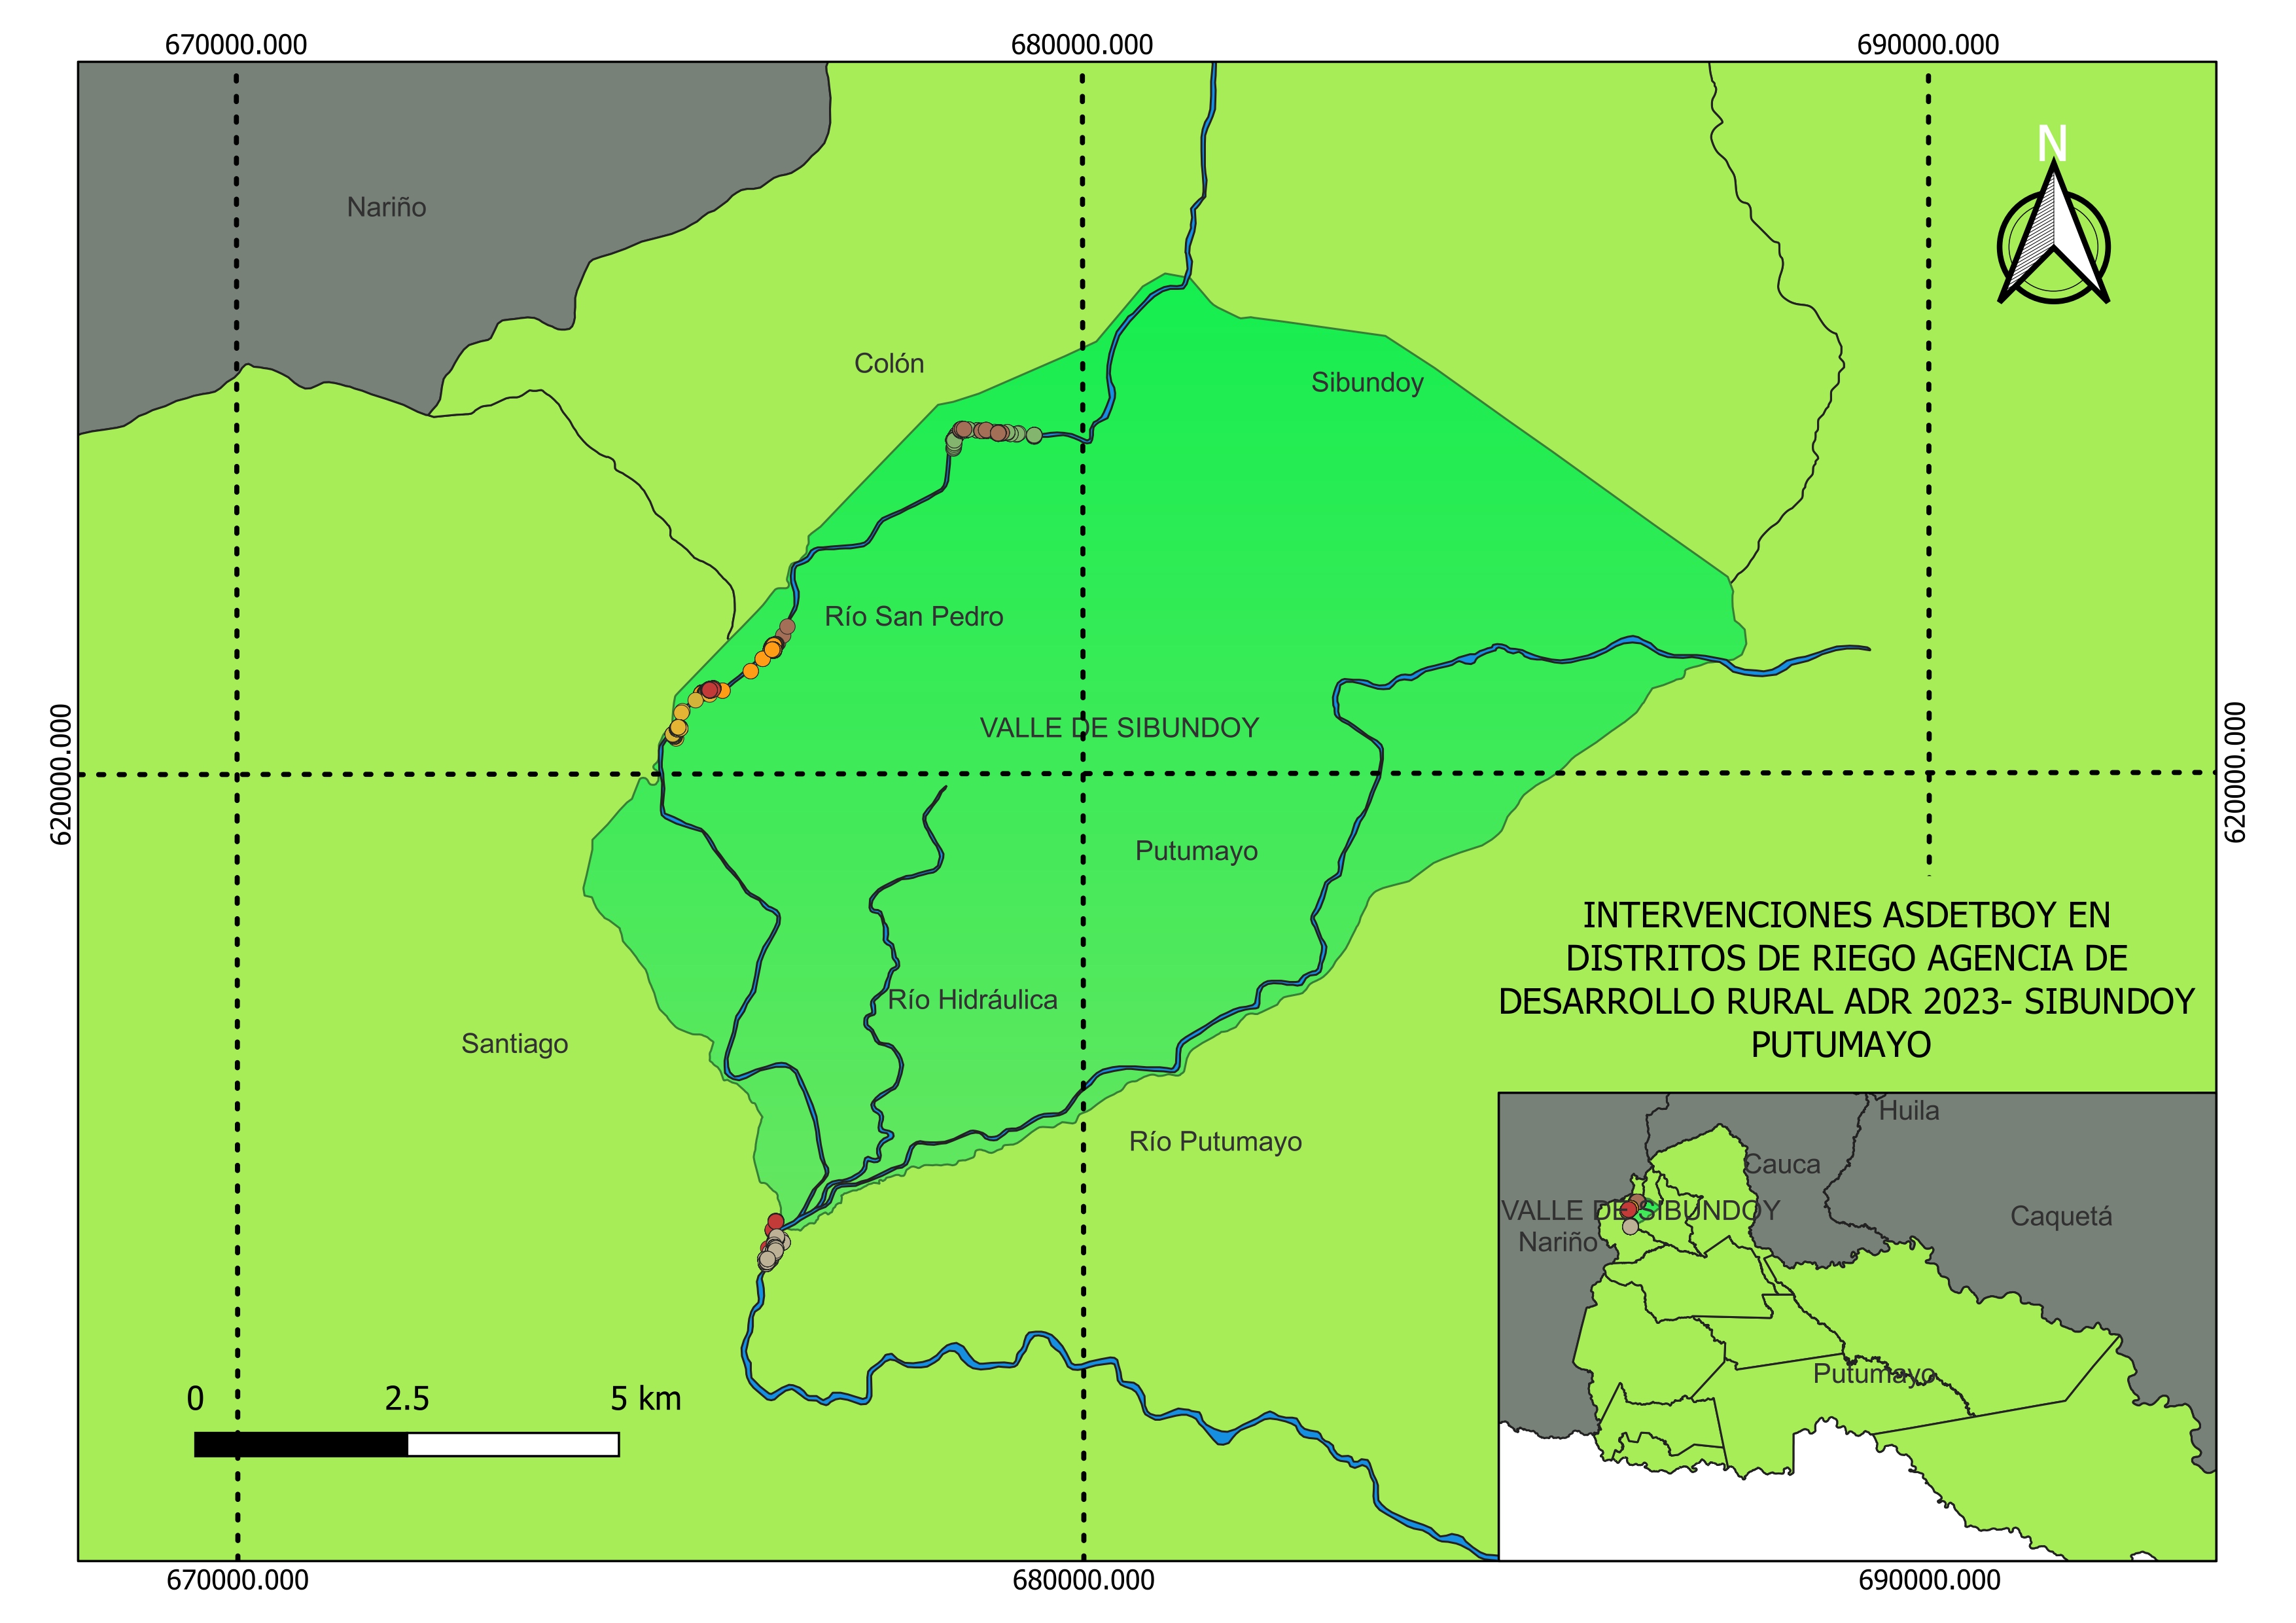 670000.000
680000.000
690000.000
N
Nariño
Colón
Sibundoy
Río San Pedro
VALLE DE SIBUNDOY
620000.000
620000.000
Putumayo
Río Hidráulica
Santiago
Río Putumayo
INTERVENCIONES ASDETBOY EN
DISTRITOS DE RIEGO AGENCIA DE
DESARROLLO RURAL ADR 2023- SIBUNDOY
PUTUMAYO
Huila
Cauca
VALLE DE SIBUNDOY
Caquetá
Nariño
Putumayo
0 2.5 5 km
670000.000
680000.000
690000.000